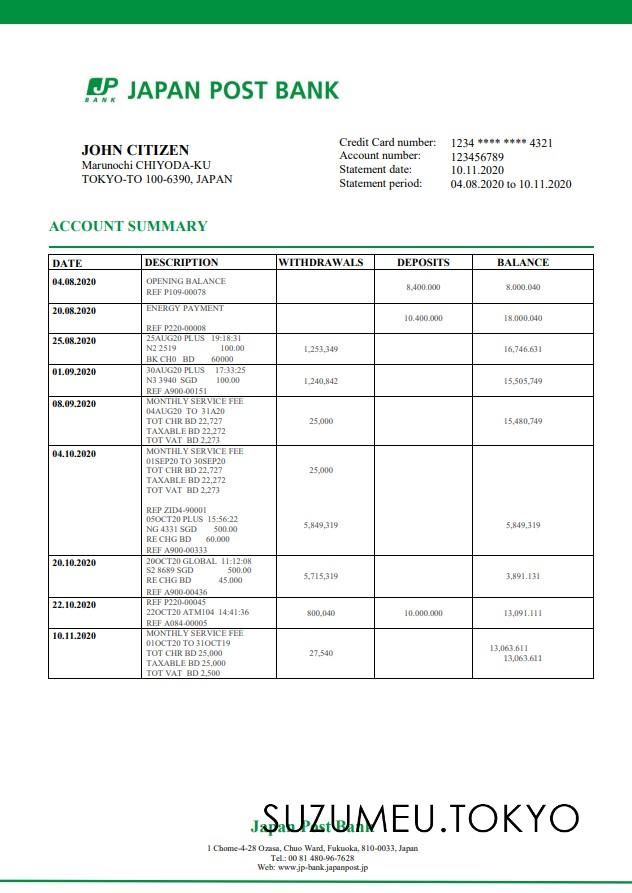 JP BANK JAPAN POST BANK
JOHN CITIZEN
Marunochi CHIYODA-KU
TOKYO-TO 100-6390, JAPAN
Credit Card number: 1234 **** **** 4321
Account number: 123456789
Statement date: 10.11.2020
Statement period: 04.08.2020 to 10.11.2020
ACCOUNT SUMMARY
DATE DESCRIPTION WITHDRAWALS DEPOSITS BALANCE
04.08.2020
OPENING BALANCE
REF P109-00078
8,400.000 8.000.040
20.08.2020
ENERGY PAYMENT
REF P220-00008
10.400.000 18.000.040
25.08.2020
25AUG20 PLUS 19:18:31
N2 2519 100.00
BK CH0 BD 60000
1,253,349 16,746.631
01.09.2020
30AUG20 PLUS 17:33:25
N3 3940 SGD 100.00
REF A900-00151
1,240,842 15,505,749
08.09.2020
MONTHLY SERVICE FEE
04AUG20 TO 31A20
TOT CHR BD 22,727
TAXABLE BD 22,272
TOT VAT BD 2,273
25,000 15,480,749
04.10.2020
MONTHLY SERVICE FEE
01SEP20 TO 30SEP20
TOT CHR BD 22,727
TAXABLE BD 22,272
TOT VAT BD 2,273
25,000
REP ZID4-90001
05OCT20 PLUS 15:56:22
NG 4331 SGD 500.00
RE CHG BD 60.000
REF A900-00333
5,849,319 5,849,319
20.10.2020
20OCT20 GLOBAL 11:12:08
S2 8689 SGD 500.00
RE CHG BD 45.000
REF A900-00436
5,715,319 3,891.131
22.10.2020
REF P220-00045
22OCT20 ATM104 14:41:36
REF A084-00005
800,040 10.000.000 13,091.111
10.11.2020
MONTHLY SERVICE FEE
01OCT20 TO 31OCT19
TOT CHR BD 25,000
TAXABLE BD 25,000
TOT VAT BD 2,500
27,540 13,063.611
13,063.611
SUZUMEU.TOKYO
Japan Post Bank
1 Chome-4-28 Ozasa, Chuo Ward, Fukuoka, 810-0033, Japan
Tel.: 00 81 480-96-7628
Web: www.jp-bank.japanpost.jp